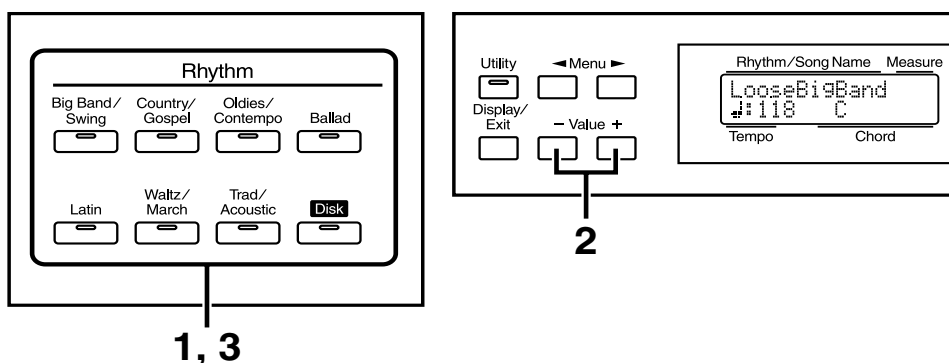 Rhythm
Big Band/ Swing
Country/ Gospel
Oldies/ Contempo
Ballad
Latin
Waltz/ March
Trad/ Acoustic
Disk
1, 3
Utility
◄Menu►
Display/ Exit
− Value +
2
Rhythm/Song Name
Measure
LooseBigBand
♩:118 C
Tempo
Chord